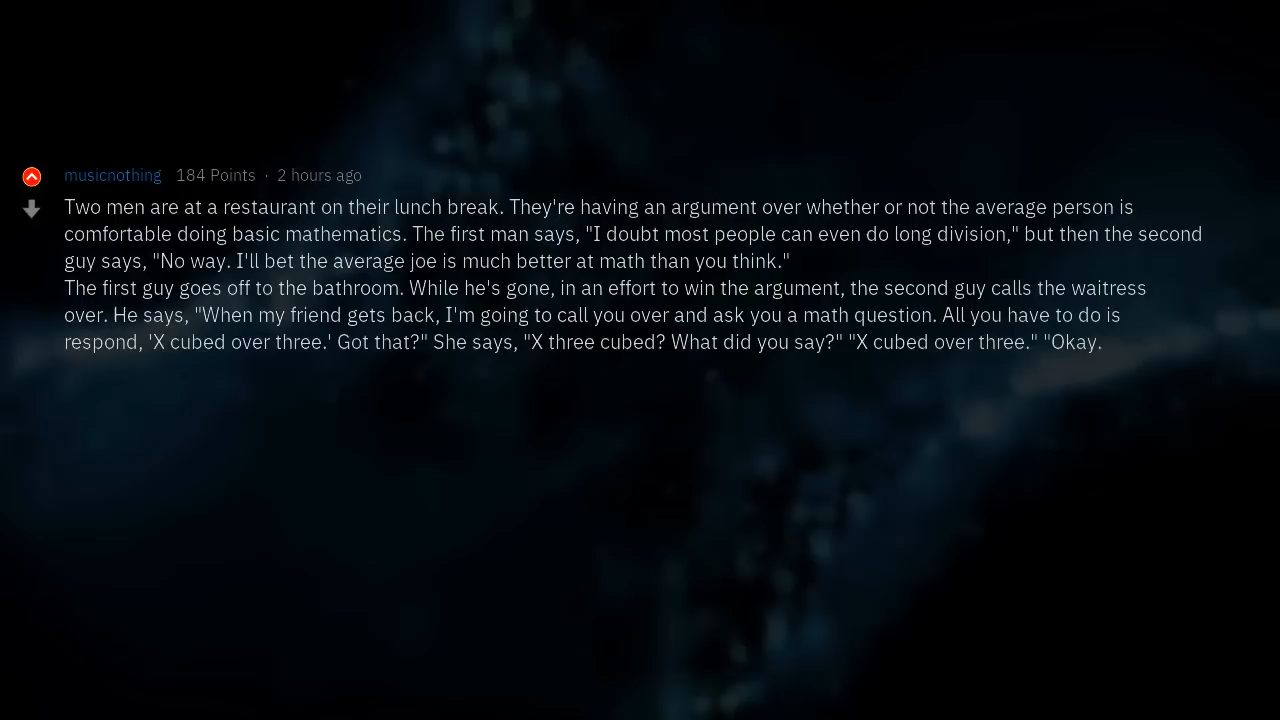 musicnothing 184 Points · 2 hours ago
Two men are at a restaurant on their lunch break. They're having an argument over whether or not the average person is
comfortable doing basic mathematics. The first man says, "I doubt most people can even do long division," but then the second
guy says, "No way. I'll bet the average joe is much better at math than you think."
The first guy goes off to the bathroom. While he's gone, in an effort to win the argument, the second guy calls the waitress
over. He says, "When my friend gets back, I'm going to call you over and ask you a math question. All you have to do is
respond, 'X cubed over three.' Got that?" She says, "X three cubed? What did you say?" "X cubed over three." "Okay.